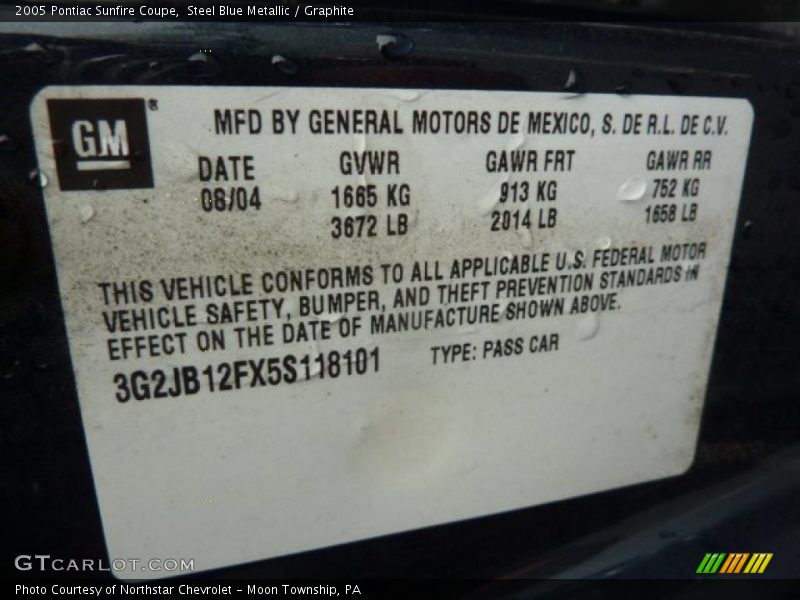 2005 Pontiac Sunfire Coupe,  Steel Blue Metallic / Graphite
GM®
MFD BY GENERAL MOTORS DE MEXICO, S. DE R.L. DE C.V.
DATE GVWR GAWR FRT GAWR RR
08/04 1665 KG 913 KG 752 KG
3672 LB 2014 LB 1658 LB
THIS VEHICLE CONFORMS TO ALL APPLICABLE U.S. FEDERAL MOTOR
VEHICLE SAFETY, BUMPER, AND THEFT PREVENTION STANDARDS IN
EFFECT ON THE DATE OF MANUFACTURE SHOWN ABOVE.
3G2JB12FX5S118101 TYPE: PASS CAR
GTCARLOT.COM
Photo Courtesy of Northstar Chevrolet - Moon Township, PA